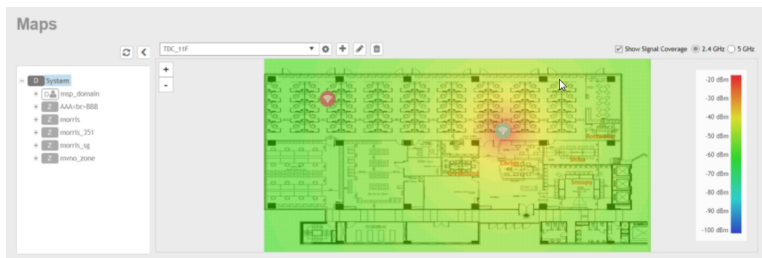 Maps
TDC_11F
Show Signal Coverage
2.4 GHz
5 GHz
D System
D msp_domain
Z AAA<br>BBB
Z morris
Z morris_351
Z morris_sg
Z mvno_zone
+
-
-20 dBm
-30 dBm
-40 dBm
-50 dBm
-60 dBm
-70 dBm
-80 dBm
-90 dBm
-100 dBm